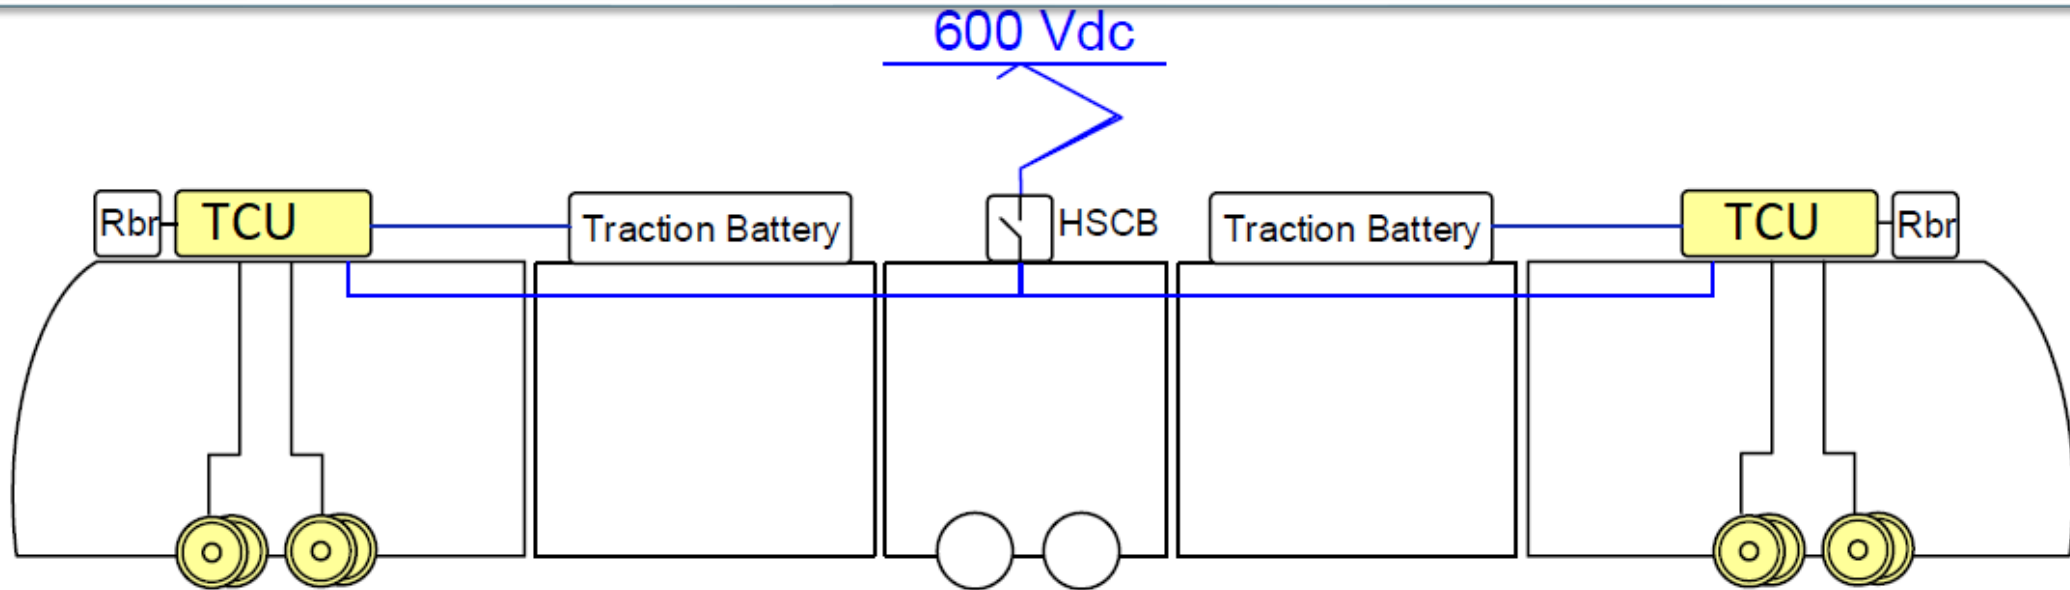 600 Vdc
Rbr
TCU
Traction Battery
HSCB
Traction Battery
TCU
Rbr